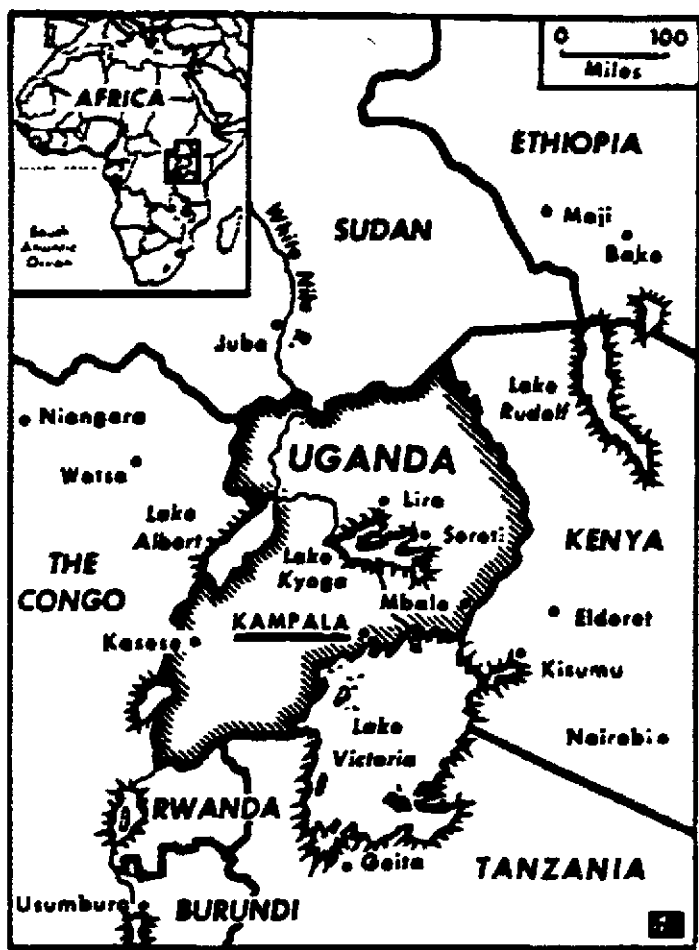 AFRICA
South
Atlantic
Ocean
0 100
Miles
ETHIOPIA
Maji
Bako
SUDAN
White Nile R.
Juba
Lake
Rudolf
Niangara
Watsa
UGANDA
Lira
Soroti
Lake
Albert
Lake
Kyoga
KENYA
THE
CONGO
Mbale
KAMPALA
Eldoret
Kasese
Kisumu
Lake
Victoria
Nairobi
RWANDA
Geita
TANZANIA
Usumbura
BURUNDI